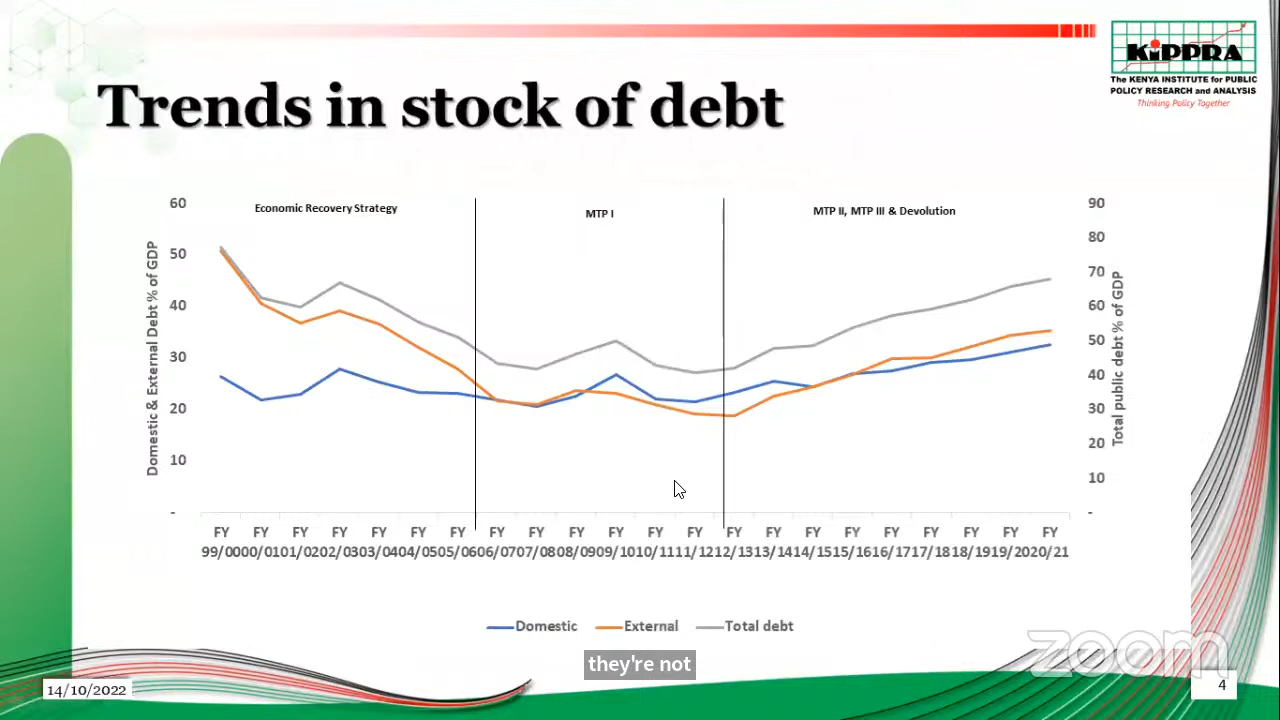 KIPPRA
The KENYA INSTITUTE for PUBLIC
POLICY RESEARCH and ANALYSIS
Thinking Policy Together
Trends in stock of debt
Economic Recovery Strategy
MTP I
MTP II, MTP III & Devolution
Domestic & External Debt % of GDP
60
50
40
30
20
10
-
Total public debt % of GDP
90
80
70
60
50
40
30
20
10
-
FY 99/00
FY 00/01
FY 01/02
FY 02/03
FY 03/04
FY 04/05
FY 05/06
FY 06/07
FY 07/08
FY 08/09
FY 09/10
FY 10/11
FY 11/12
FY 12/13
FY 13/14
FY 14/15
FY 15/16
FY 16/17
FY 17/18
FY 18/19
FY 19/20
FY 20/21
Domestic
External
Total debt
they're not
zoom
14/10/2022
4